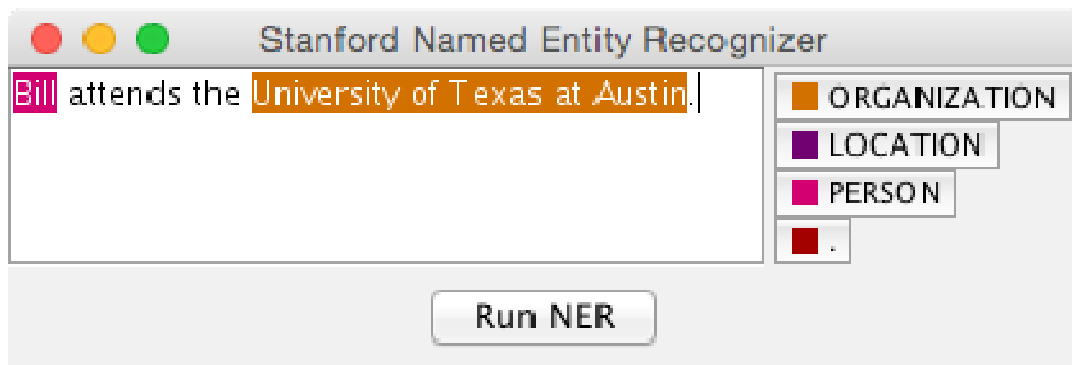 Stanford Named Entity Recognizer
Bill attends the University of Texas at Austin.
ORGANIZATION
LOCATION
PERSON
.
Run NER